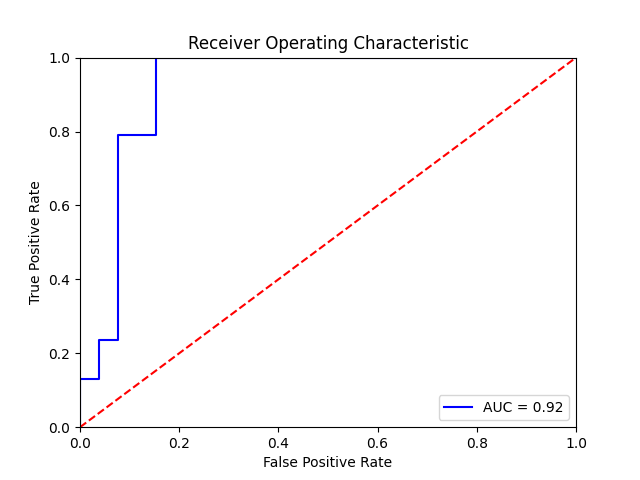 Receiver Operating Characteristic
1.0
0.8
0.6
0.4
0.2
0.0
True Positive Rate
AUC = 0.92
0.0 0.2 0.4 0.6 0.8 1.0
False Positive Rate